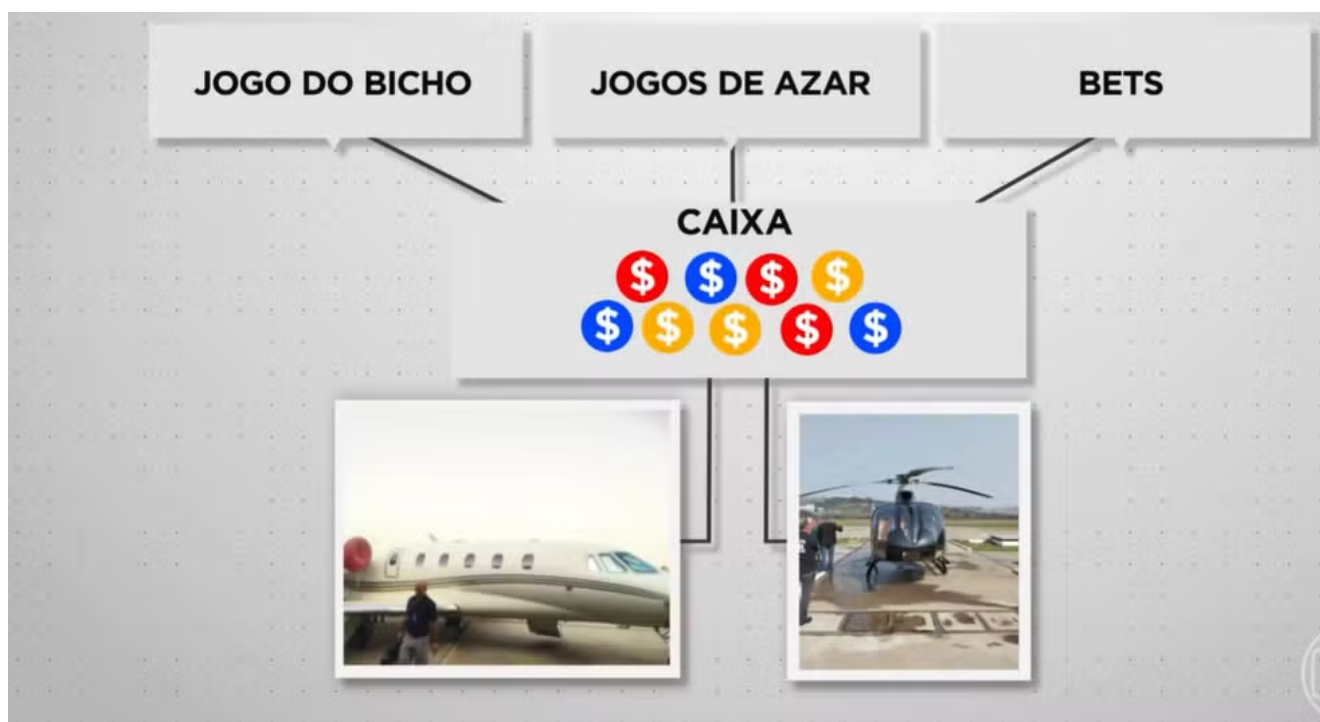 JOGO DO BICHO
JOGOS DE AZAR
BETS
CAIXA
$ $ $ $
$ $ $ $ $